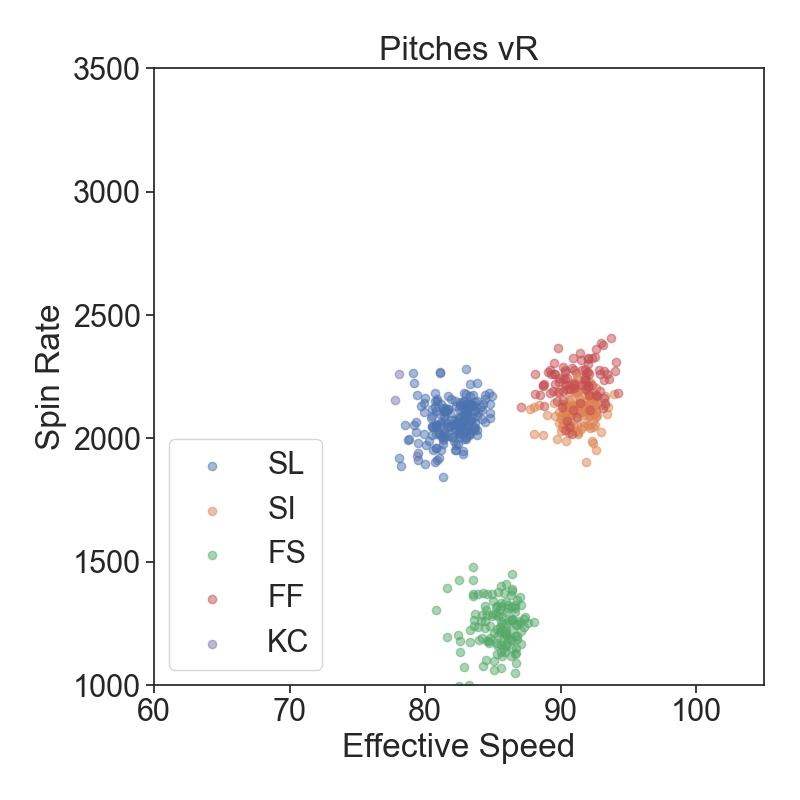 Pitches vR
3500
3000
2500
2000
1500
1000
Spin Rate
SL
SI
FS
FF
KC
60 70 80 90 100
Effective Speed